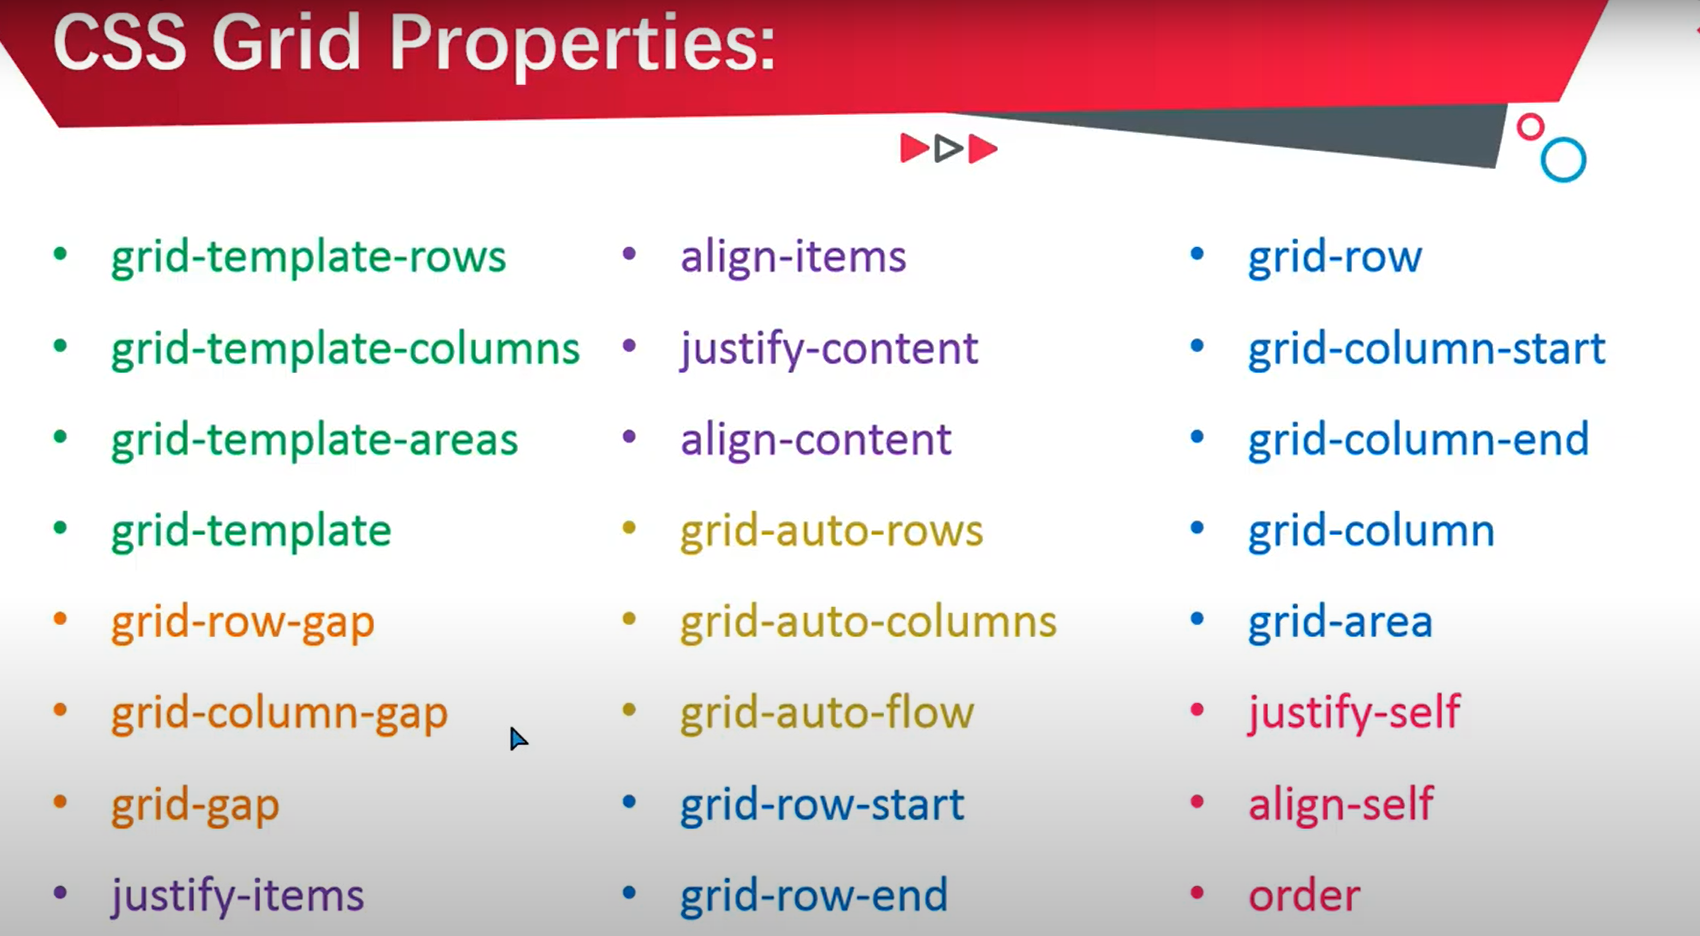 CSS Grid Properties:
• grid-template-rows
• grid-template-columns
• grid-template-areas
• grid-template
• grid-row-gap
• grid-column-gap
• grid-gap
• justify-items
• align-items
• justify-content
• align-content
• grid-auto-rows
• grid-auto-columns
• grid-auto-flow
• grid-row-start
• grid-row-end
• grid-row
• grid-column-start
• grid-column-end
• grid-column
• grid-area
• justify-self
• align-self
• order